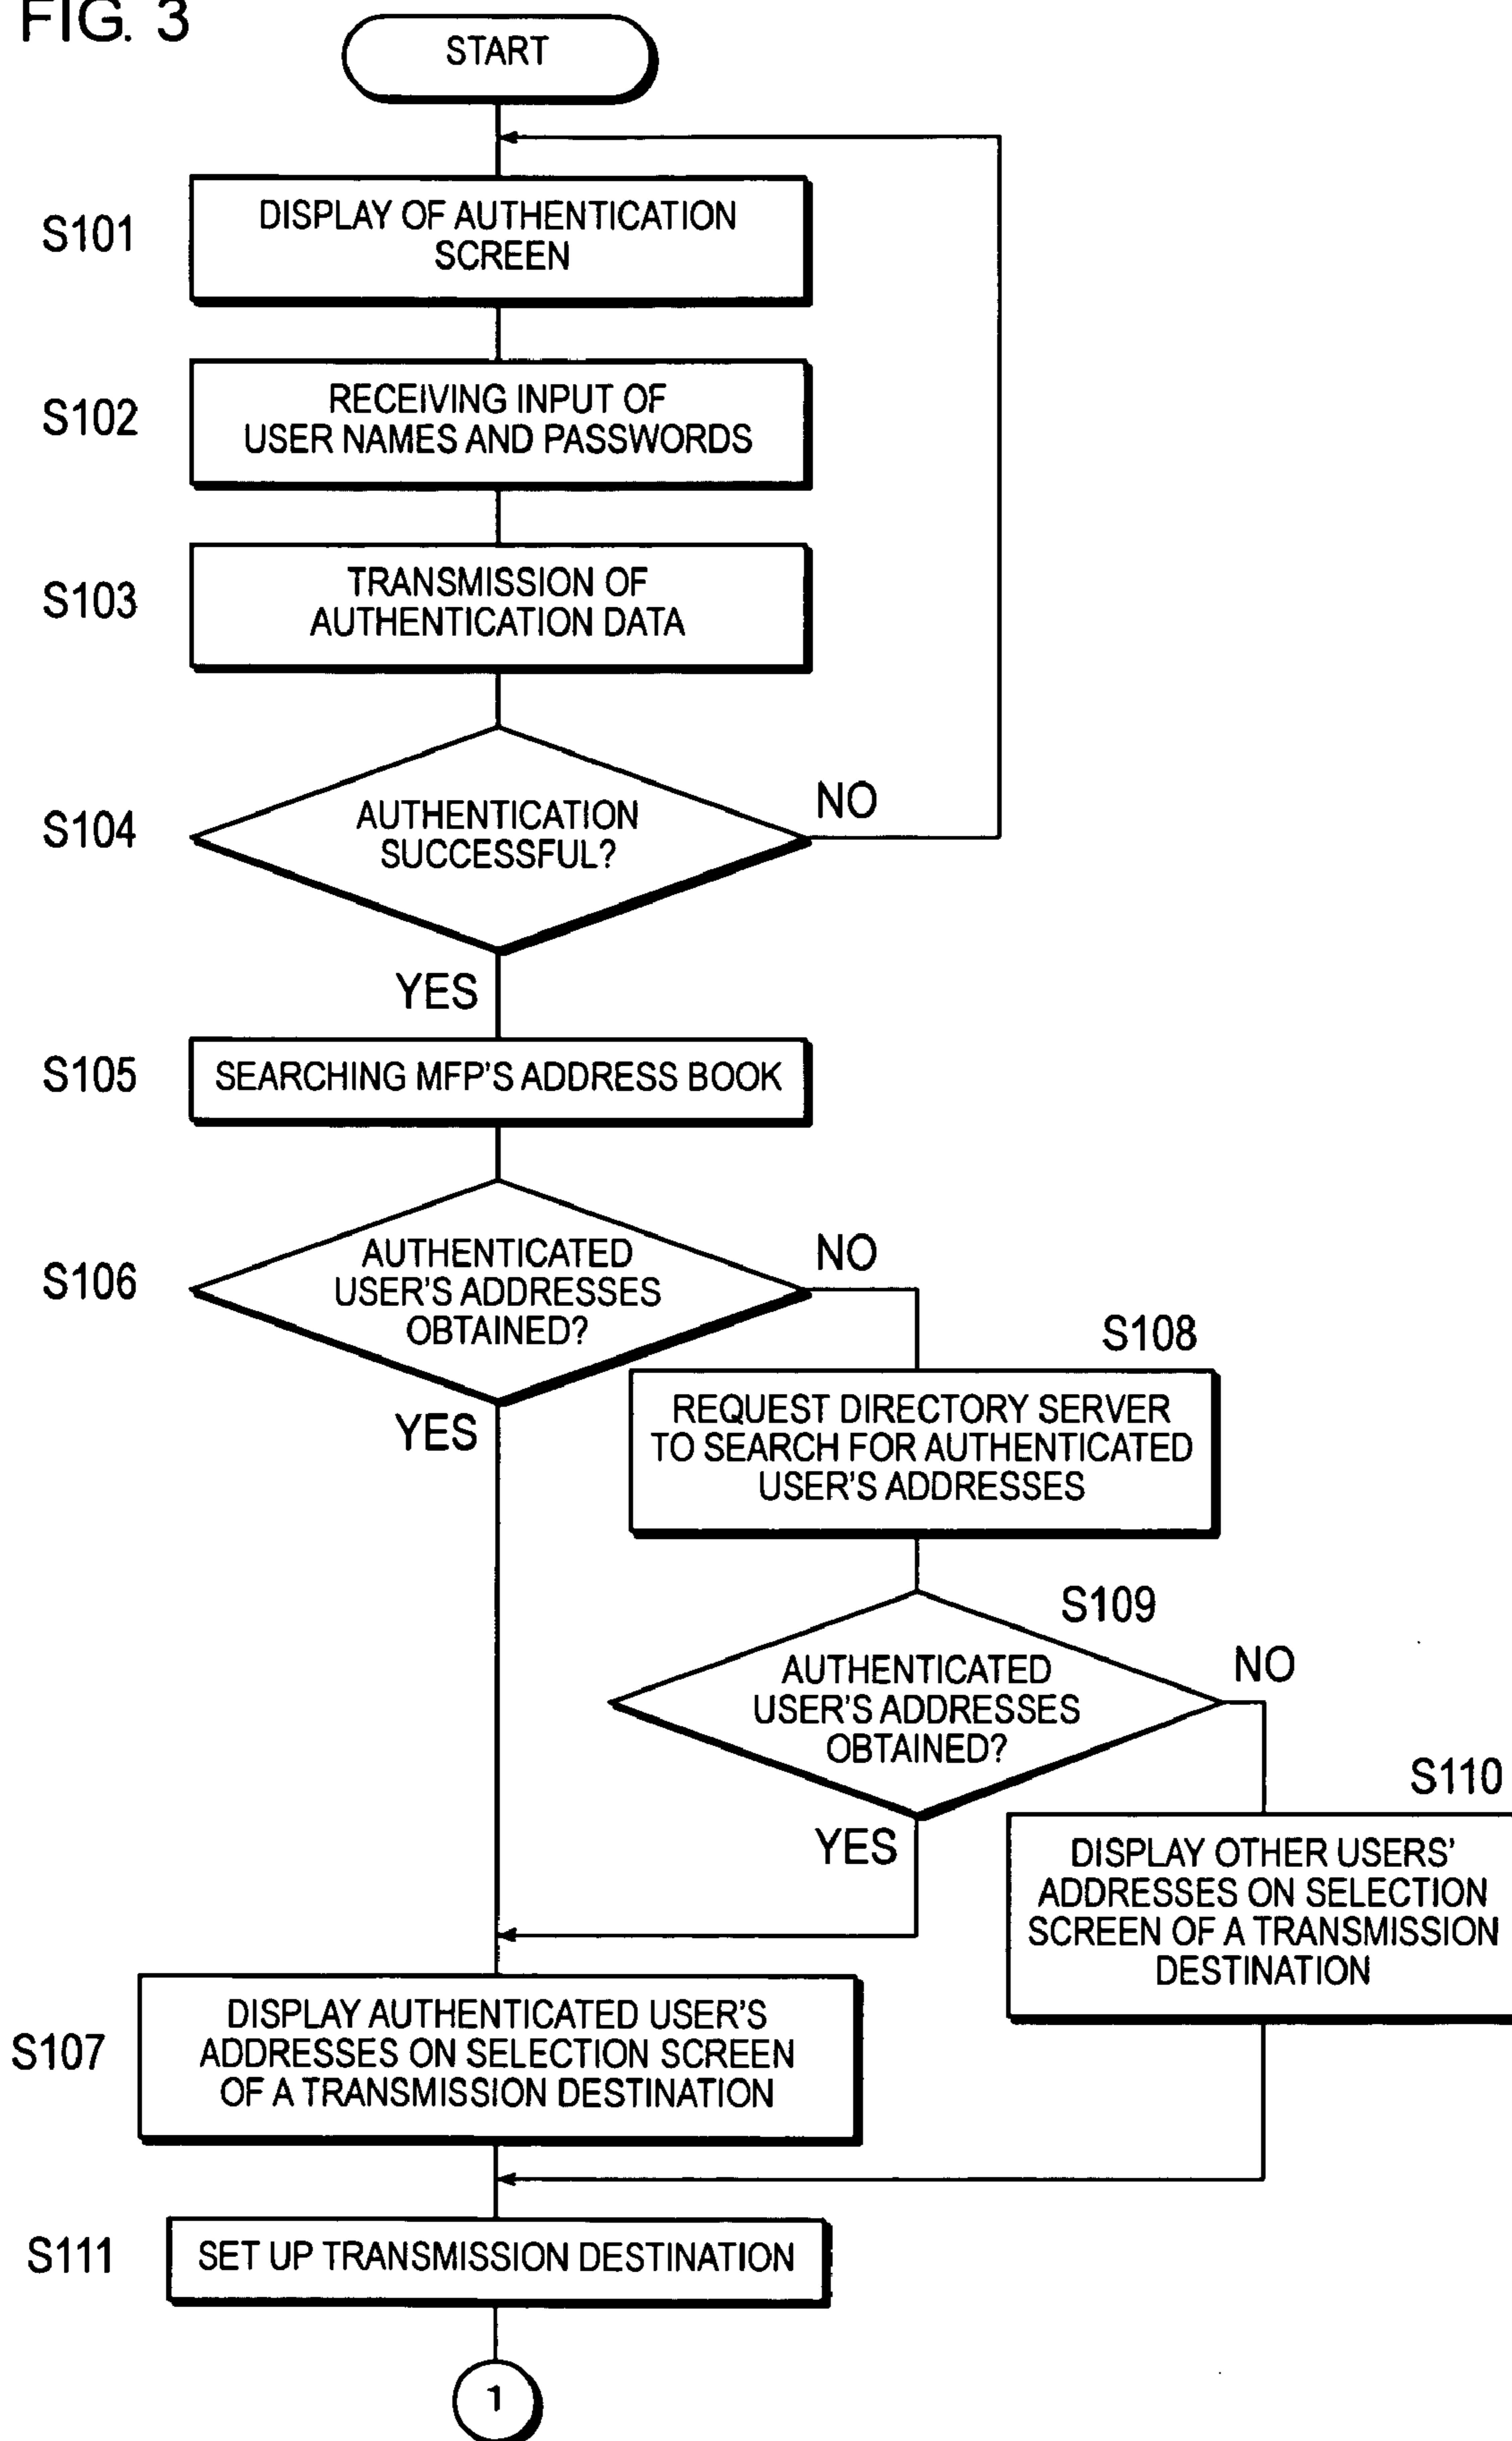 FIG. 3
START
S101
DISPLAY OF AUTHENTICATION
SCREEN
S102
RECEIVING INPUT OF
USER NAMES AND PASSWORDS
S103
TRANSMISSION OF
AUTHENTICATION DATA
S104
AUTHENTICATION
SUCCESSFUL?
NO
YES
S105
SEARCHING MFP'S ADDRESS BOOK
S106
AUTHENTICATED
USER'S ADDRESSES
OBTAINED?
NO
YES
S108
REQUEST DIRECTORY SERVER
TO SEARCH FOR AUTHENTICATED
USER'S ADDRESSES
S109
AUTHENTICATED
USER'S ADDRESSES
OBTAINED?
NO
YES
S110
DISPLAY OTHER USERS'
ADDRESSES ON SELECTION
SCREEN OF A TRANSMISSION
DESTINATION
S107
DISPLAY AUTHENTICATED USER'S
ADDRESSES ON SELECTION SCREEN
OF A TRANSMISSION DESTINATION
S111
SET UP TRANSMISSION DESTINATION
1